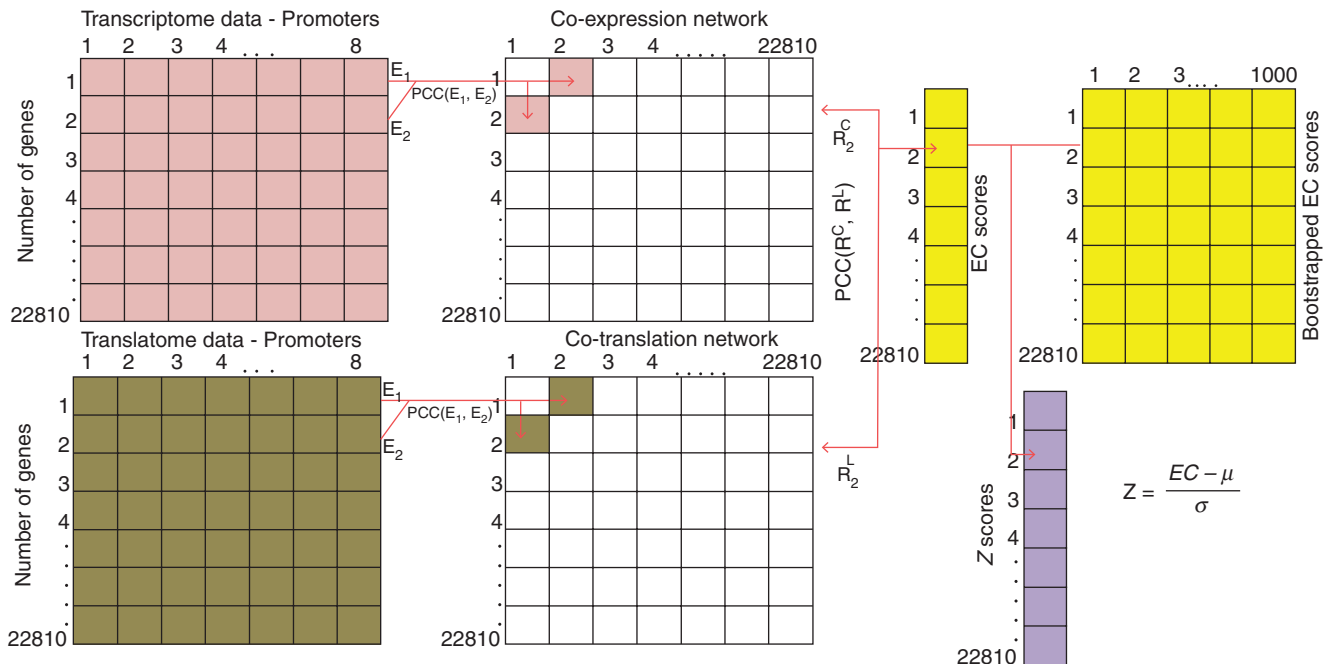 Transcriptome data - Promoters
1 2 3 4 . . . 8
Number of genes
1
2
3
4
.
.
.
22810
E1
PCC(E1, E2)
E2
Co-expression network
1 2 3 4 . . . . . 22810
1
2
3
4
.
.
.
22810
R2^C
PCC(R^C, R^L)
R2^L
1
2
3
4
.
.
.
22810
EC scores
1 2 3 . . . . 1000
1
2
3
4
.
.
.
22810
Bootstrapped EC scores
Translatome data - Promoters
1 2 3 4 . . . 8
Number of genes
1
2
3
4
.
.
.
22810
E1
PCC(E1, E2)
E2
Co-translation network
1 2 3 4 . . . . . 22810
1
2
3
4
.
.
.
22810
Z scores
1
2
3
4
.
.
.
22810
Z = EC – μ
σ